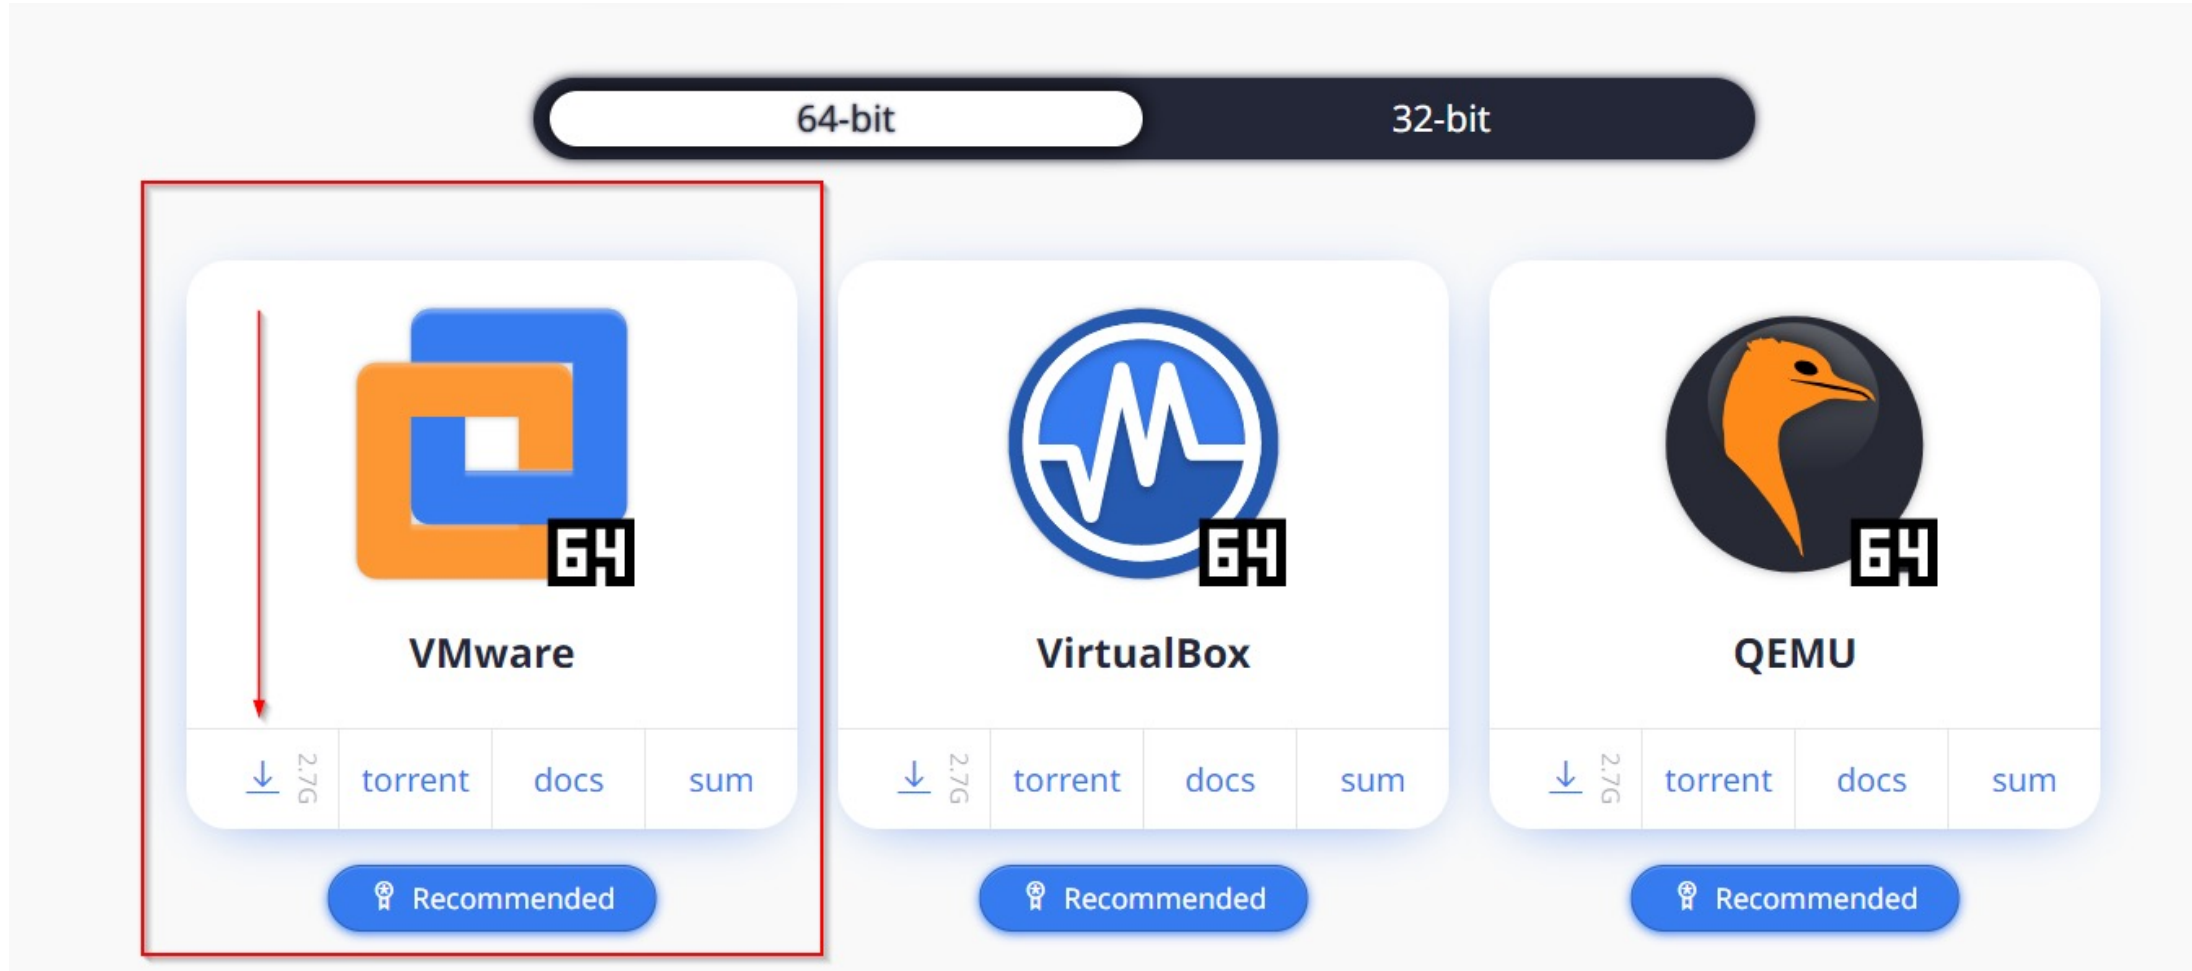 64-bit 32-bit
64 64 64
VMware VirtualBox QEMU
2.7G torrent docs sum 2.7G torrent docs sum 2.7G torrent docs sum
Recommended Recommended Recommended